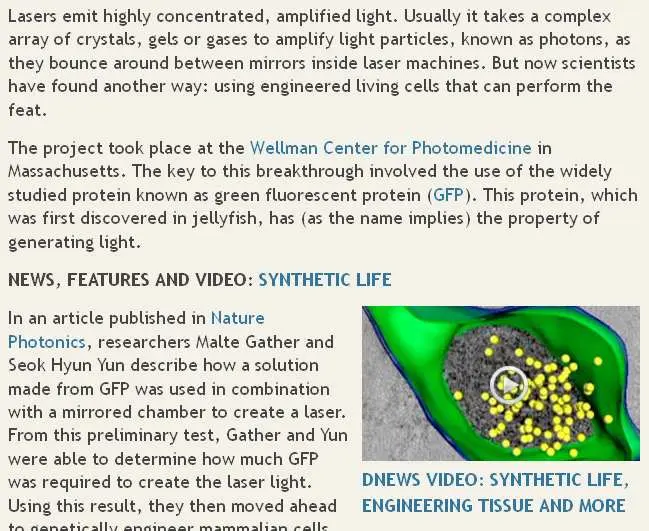 Lasers emit highly concentrated, amplified light. Usually it takes a complex
array of crystals, gels or gases to amplify light particles, known as photons, as
they bounce around between mirrors inside laser machines. But now scientists
have found another way: using engineered living cells that can perform the
feat.
The project took place at the Wellman Center for Photomedicine in
Massachusetts. The key to this breakthrough involved the use of the widely
studied protein known as green fluorescent protein (GFP). This protein, which
was first discovered in jellyfish, has (as the name implies) the property of
generating light.
NEWS, FEATURES AND VIDEO: SYNTHETIC LIFE
In an article published in Nature
Photonics, researchers Malte Gather and
Seok Hyun Yun describe how a solution
made from GFP was used in combination
with a mirrored chamber to create a laser.
From this preliminary test, Gather and Yun
were able to determine how much GFP
was required to create the laser light.
Using this result, they then moved ahead
to genetically engineer mammalian cells
DNEWS VIDEO: SYNTHETIC LIFE,
ENGINEERING TISSUE AND MORE